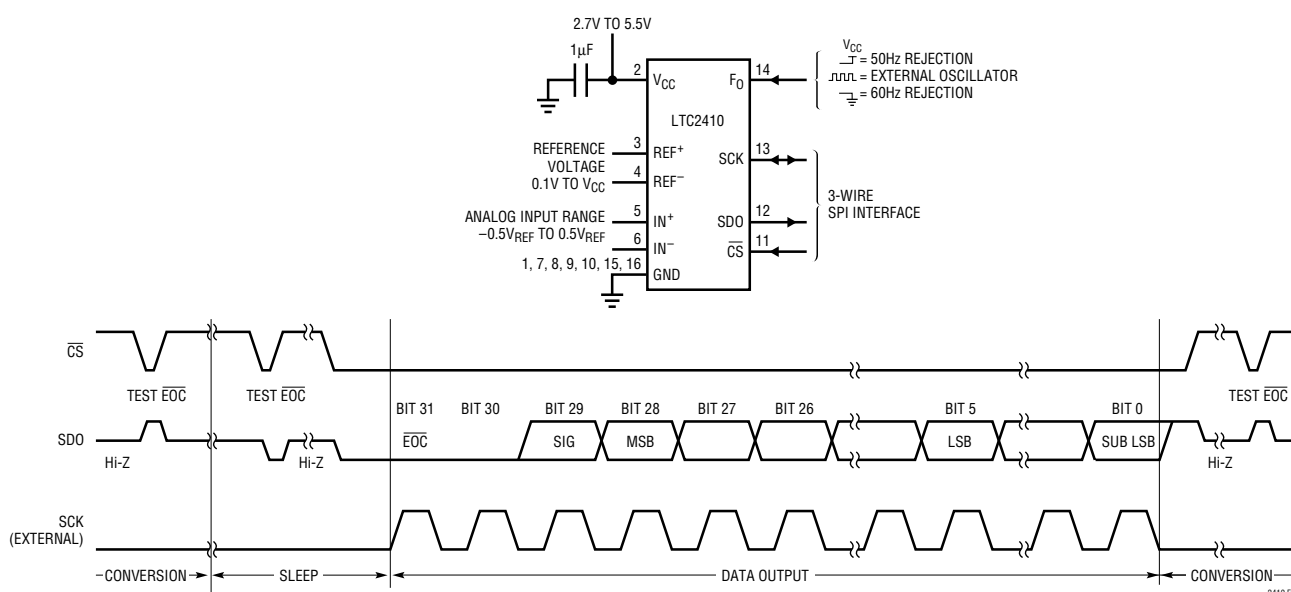 2.7V TO 5.5V
1µF
2
VCC
FO
14
VCC
= 50Hz REJECTION
= EXTERNAL OSCILLATOR
= 60Hz REJECTION
LTC2410
REFERENCE
VOLTAGE
0.1V TO VCC
3
REF+
4
REF–
SCK
13
ANALOG INPUT RANGE
–0.5VREF TO 0.5VREF
5
IN+
6
IN–
SDO
12
CS
11
3-WIRE
SPI INTERFACE
1, 7, 8, 9, 10, 15, 16
GND
CS
TEST EOC
TEST EOC
TEST EOC
BIT 31
BIT 30
BIT 29
BIT 28
BIT 27
BIT 26
BIT 5
BIT 0
SDO
EOC
SIG
MSB
LSB
SUB LSB
Hi-Z
Hi-Z
Hi-Z
SCK
(EXTERNAL)
CONVERSION
SLEEP
DATA OUTPUT
CONVERSION